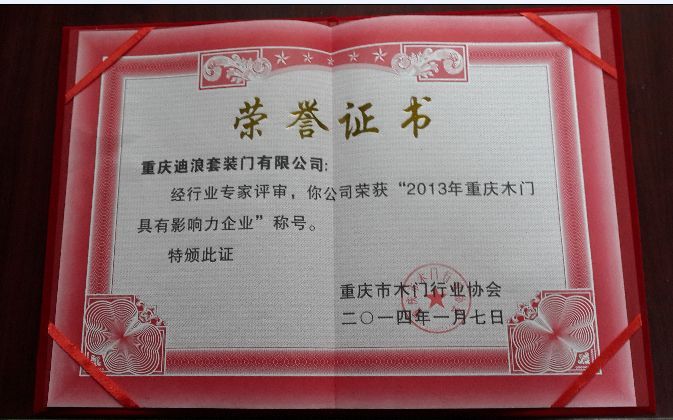 荣誉证书
重庆迪浪套装门有限公司:
经行业专家评审,你公司荣获“2013年重庆木门
具有影响力企业”称号。
特颁此证
重庆市木门行业协会
二〇一四年一月七日